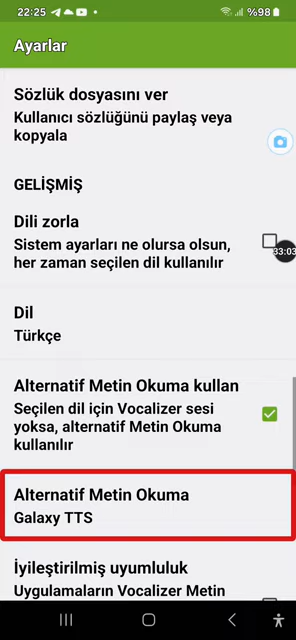 22:25 %98
Ayarlar
Sözlük dosyasını ver
Kullanıcı sözlüğünü paylaş veya
kopyala
GELİŞMİŞ
Dili zorla
Sistem ayarları ne olursa olsun,
her zaman seçilen dil kullanılır
33:03
Dil
Türkçe
Alternatif Metin Okuma kullan
Seçilen dil için Vocalizer sesi
yoksa, alternatif Metin Okuma
kullanılır
Alternatif Metin Okuma
Galaxy TTS
İyileştirilmiş uyumluluk
Uygulamaların Vocalizer Metin